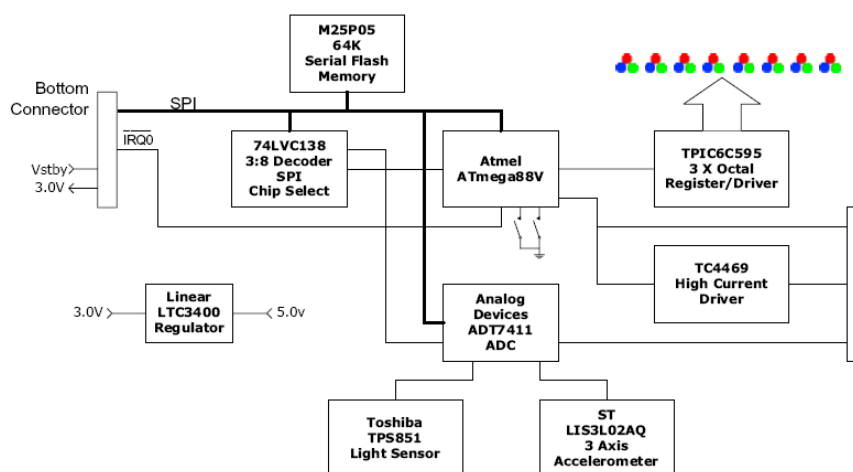 M25P05
64K
Serial Flash
Memory
Bottom
Connector
SPI
IRQ0
74LVC138
3:8 Decoder
SPI
Chip Select
Atmel
ATmega88V
TPIC6C595
3 X Octal
Register/Driver
Vstby
3.0V
TC4469
High Current
Driver
3.0V
Linear
LTC3400
Regulator
5.0v
Analog
Devices
ADT7411
ADC
Toshiba
TPS851
Light Sensor
ST
LIS3L02AQ
3 Axis
Accelerometer